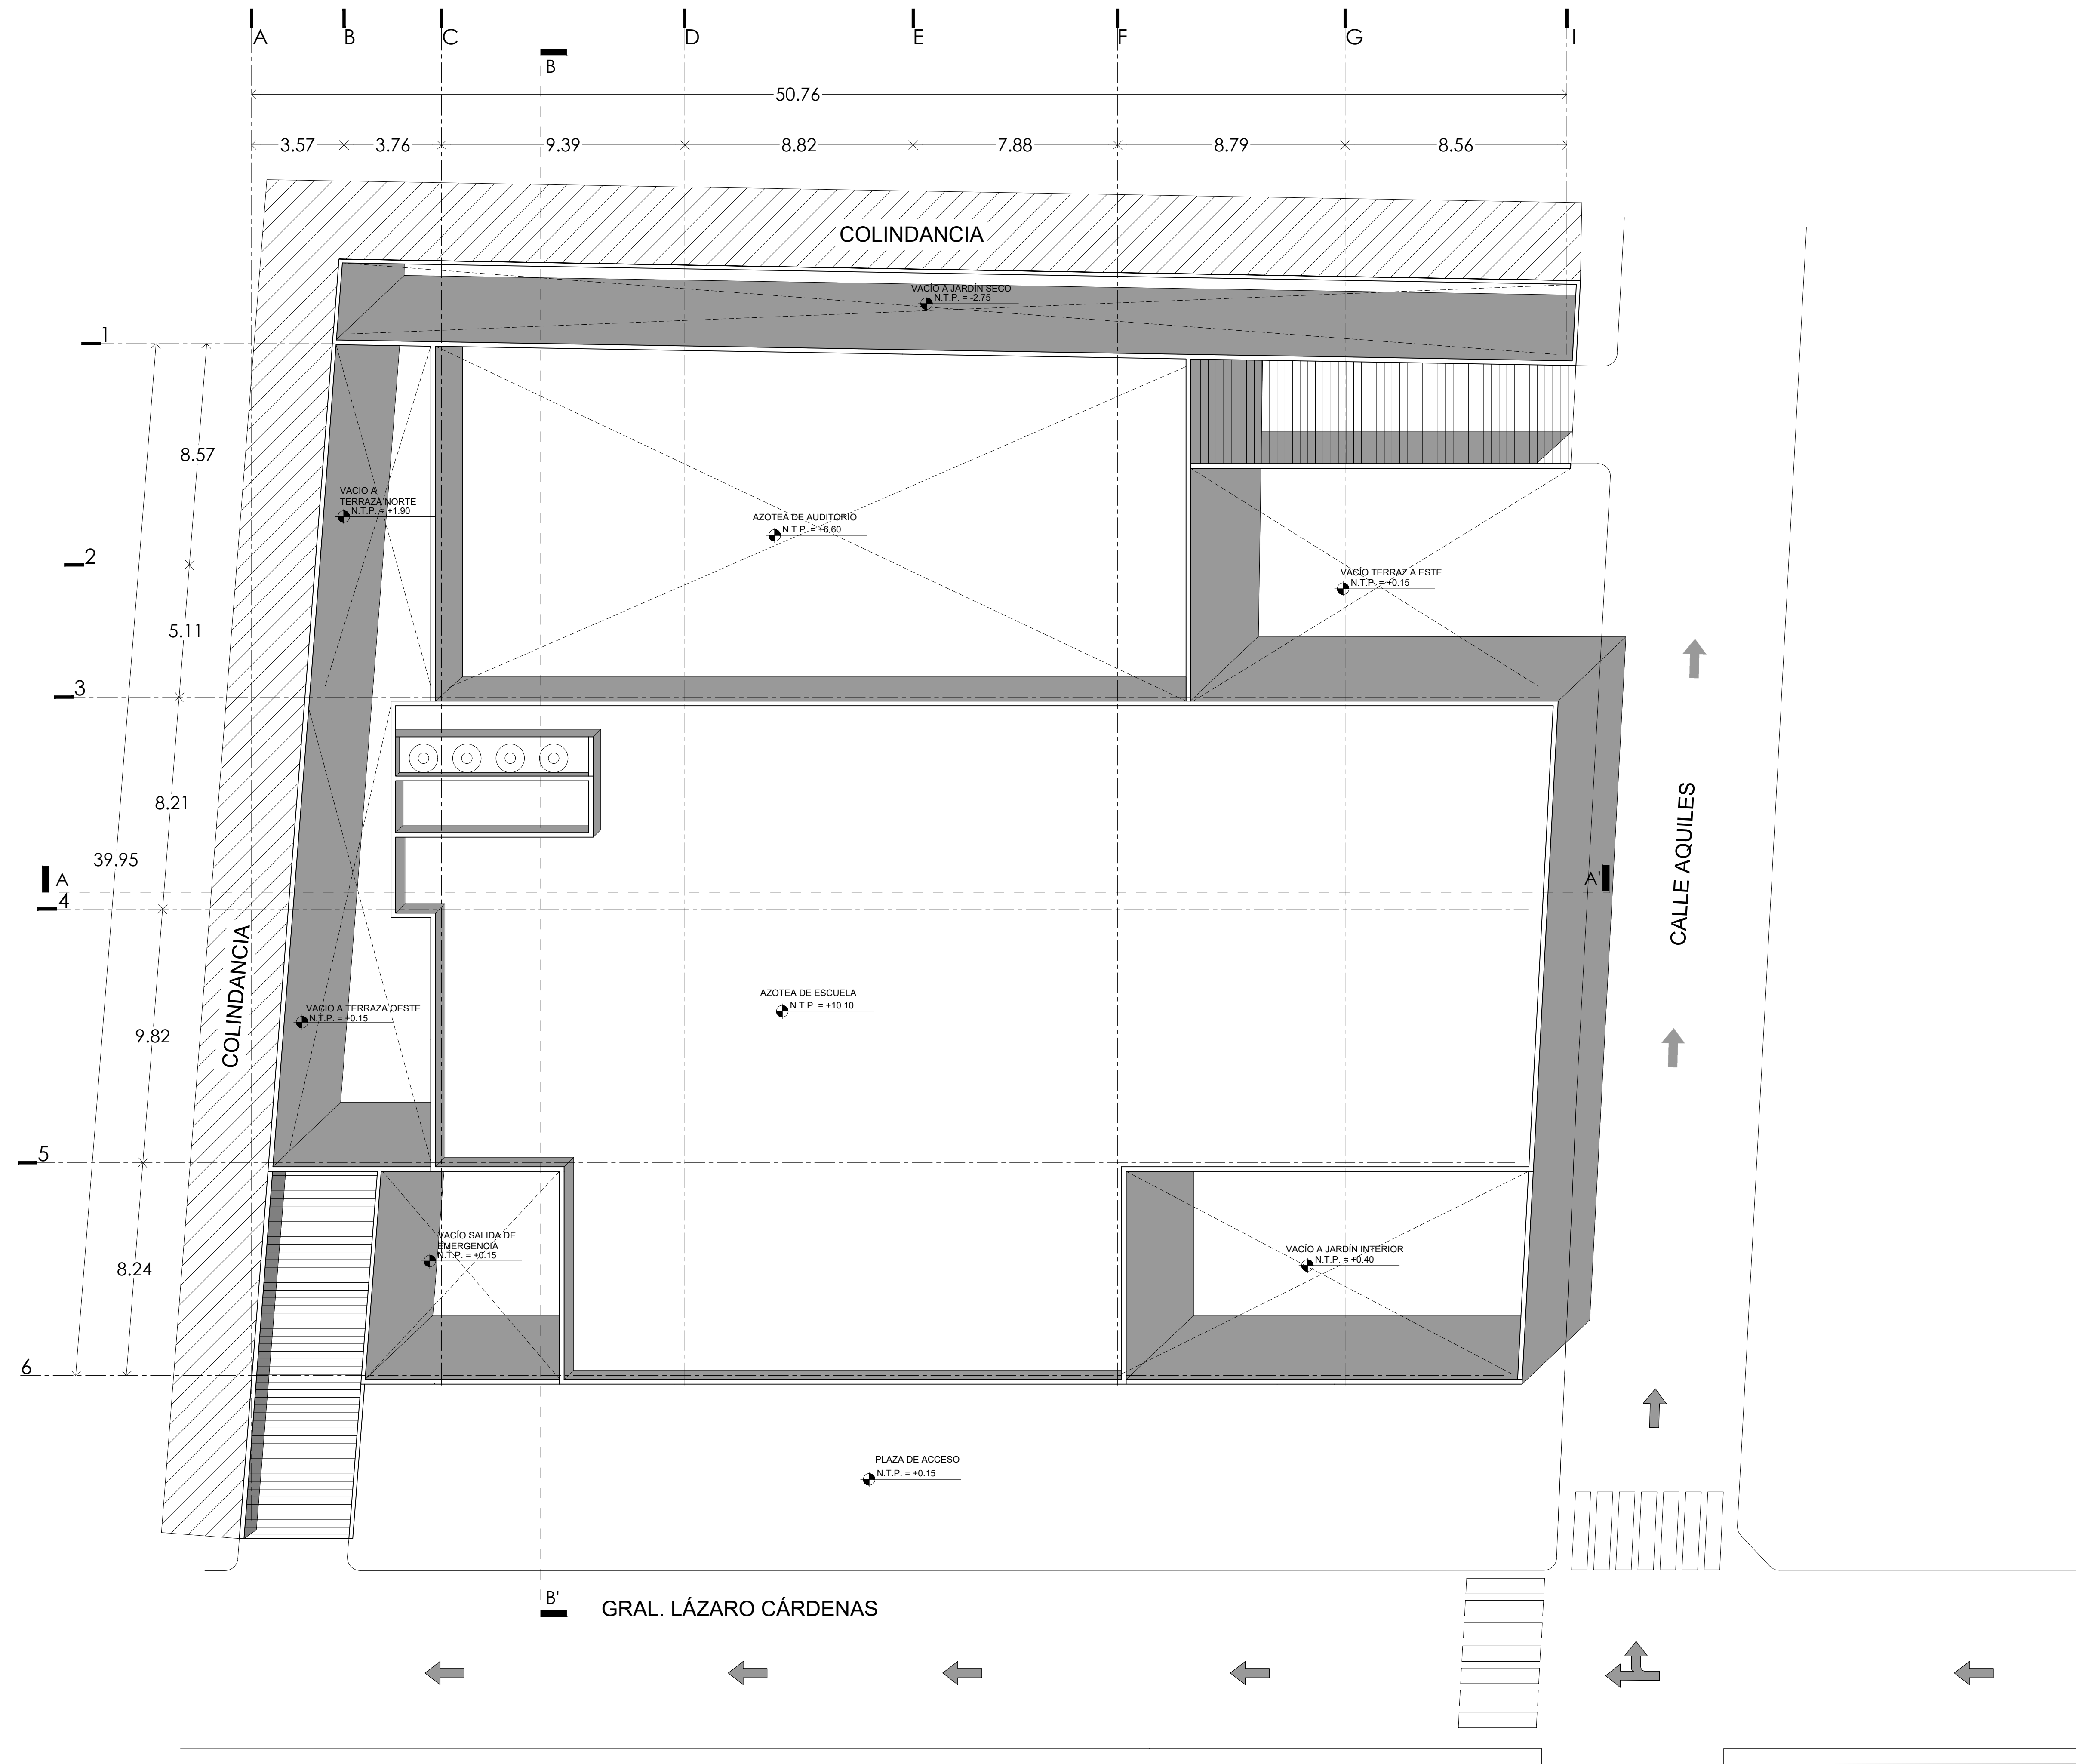 A B C D E F G I
B
50.76
3.57 3.76 9.39 8.82 7.88 8.79 8.56
COLINDANCIA
VACÍO A JARDÍN SECO
N.T.P. = -2.75
1
8.57
VACIO A
TERRAZA NORTE
N.T.P. = +1.90
AZOTEA DE AUDITORIO
N.T.P. = +6.60
2
VACÍO TERRAZ A ESTE
N.T.P. = +0.15
5.11
3
8.21
39.95
A
A'
4
CALLE AQUILES
COLINDANCIA
AZOTEA DE ESCUELA
N.T.P. = +10.10
VACIO A TERRAZA OESTE
N.T.P. = +0.15
9.82
5
VACÍO SALIDA DE
EMERGENCIA
N.T.P. = +0.15
VACÍO A JARDÍN INTERIOR
N.T.P. = +0.40
8.24
6
PLAZA DE ACCESO
N.T.P. = +0.15
B'
GRAL. LÁZARO CÁRDENAS